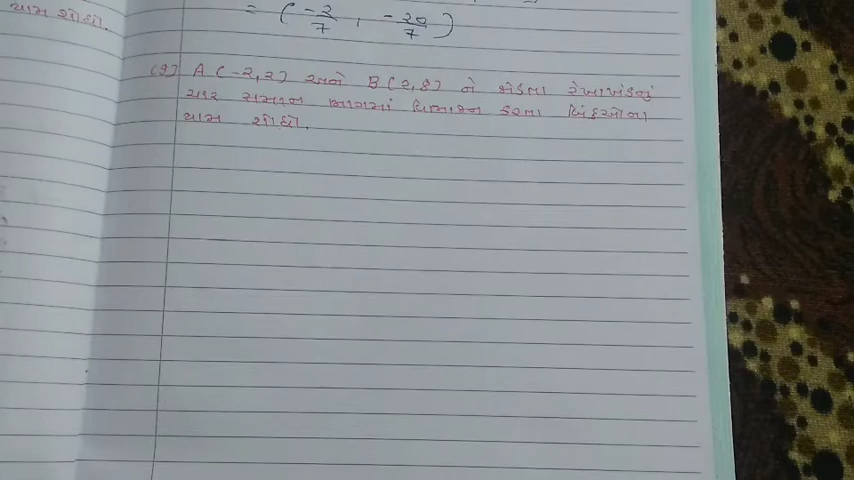 યામ શોધો.
= ( -2/7 , -20/7 )
(9) A (-2,2) અને B (2,8) ને જોડતા રેખાખંડનું
ચાર સમાન ભાગમાં વિભાજન કરતા બિંદુઓના
યામ શોધો.